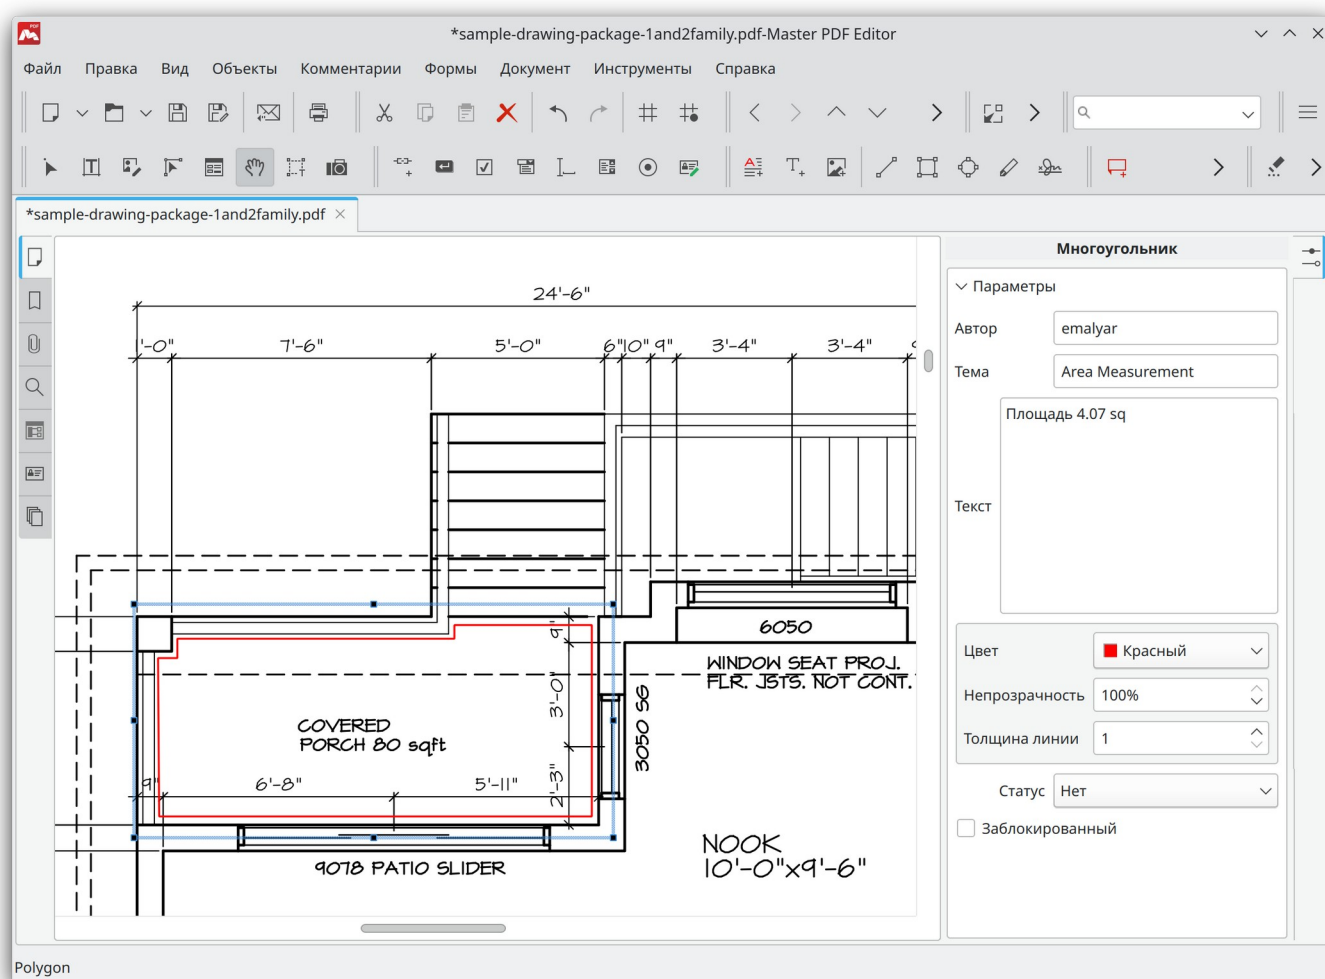 *sample-drawing-package-1and2family.pdf-Master PDF Editor
Файл Правка Вид Объекты Комментарии Формы Документ Инструменты Справка
*sample-drawing-package-1and2family.pdf
24'-6"
'-0" 7'-6" 5'-0" 6" 10" 9" 3'-4" 3'-4"
6050
WINDOW SEAT PROJ.
FLR. JSTS. NOT CONT.
9"
3'-0"
2'-3"
3050 SG
COVERED
PORCH 80 sqft
9" 6'-8" 5'-11"
9078 PATIO SLIDER
NOOK
10'-0"x9'-6"
Многоугольник
Параметры
Автор emalyar
Тема Area Measurement
Текст Площадь 4.07 sq
Цвет Красный
Непрозрачность 100%
Толщина линии 1
Статус Нет
Заблокированный
Polygon